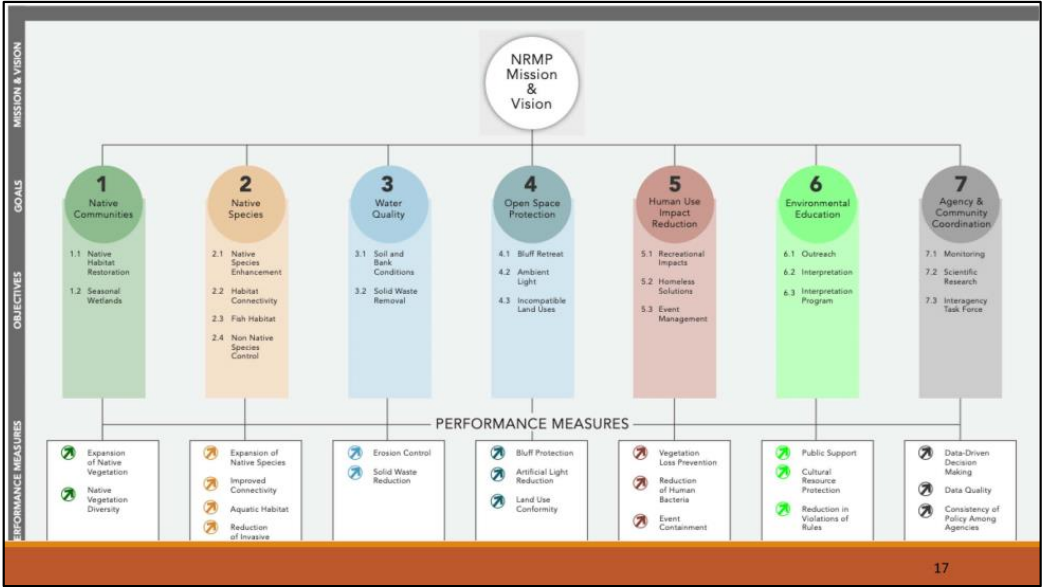 MISSION & VISION
NRMP
Mission
&
Vision
GOALS
1
Native
Communities
2
Native
Species
3
Water
Quality
4
Open Space
Protection
5
Human Use
Impact
Reduction
6
Environmental
Education
7
Agency &
Community
Coordination
OBJECTIVES
1.1 Native
Habitat
Restoration
1.2 Seasonal
Wetlands
2.1 Native
Species
Enhancement
2.2 Habitat
Connectivity
2.3 Fish Habitat
2.4 Non Native
Species
Control
3.1 Soil and
Bank
Conditions
3.2 Solid Waste
Removal
4.1 Bluff Retreat
4.2 Ambient
Light
4.3 Incompatible
Land Uses
5.1 Recreational
Impacts
5.2 Homeless
Solutions
5.3 Event
Management
6.1 Outreach
6.2 Interpretation
6.3 Interpretation
Program
7.1 Monitoring
7.2 Scientific
Research
7.3 Interagency
Task Force
PERFORMANCE MEASURES
ERFORMANCE MEASURES
Expansion
of Native
Vegetation
Native
Vegetation
Diversity
Expansion of
Native Species
Improved
Connectivity
Aquatic Habitat
Reduction
of Invasive
Erosion Control
Solid Waste
Reduction
Bluff Protection
Artificial Light
Reduction
Land Use
Conformity
Vegetation
Loss Prevention
Reduction
of Human
Bacteria
Event
Containment
Public Support
Cultural
Resource
Protection
Reduction in
Violations of
Rules
Data-Driven
Decision
Making
Data Quality
Consistency of
Policy Among
Agencies
17